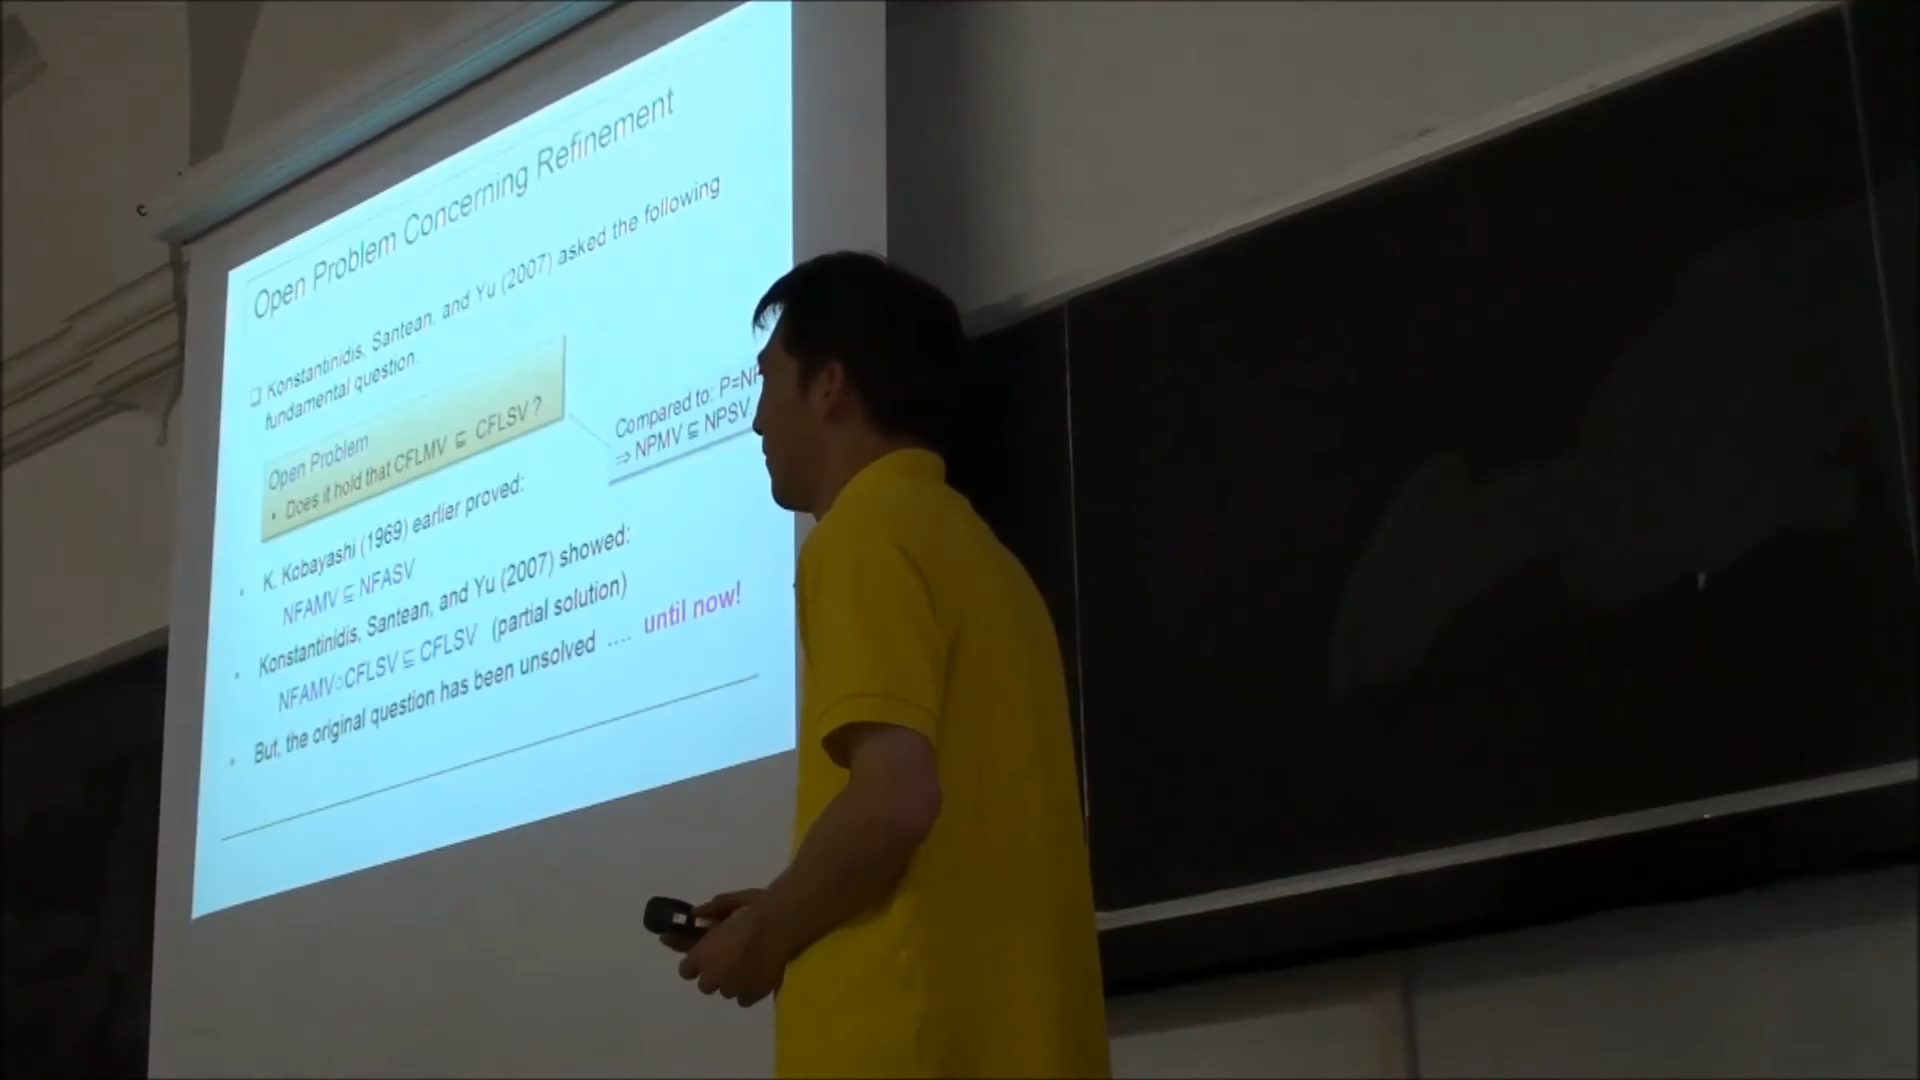 Open Problem Concerning Refinement
❑ Konstantinidis, Santean, and Yu (2007) asked the following
fundamental question.
Open Problem
• Does it hold that CFLMV ⊑ CFLSV ?
Compared to: P=NP
⇒ NPMV ⊑ NPSV.
• K. Kobayashi (1969) earlier proved:
NFAMV ⊑ NFASV
• Konstantinidis, Santean, and Yu (2007) showed:
NFAMV○CFLSV ⊑ CFLSV (partial solution)
• But, the original question has been unsolved .... until now!